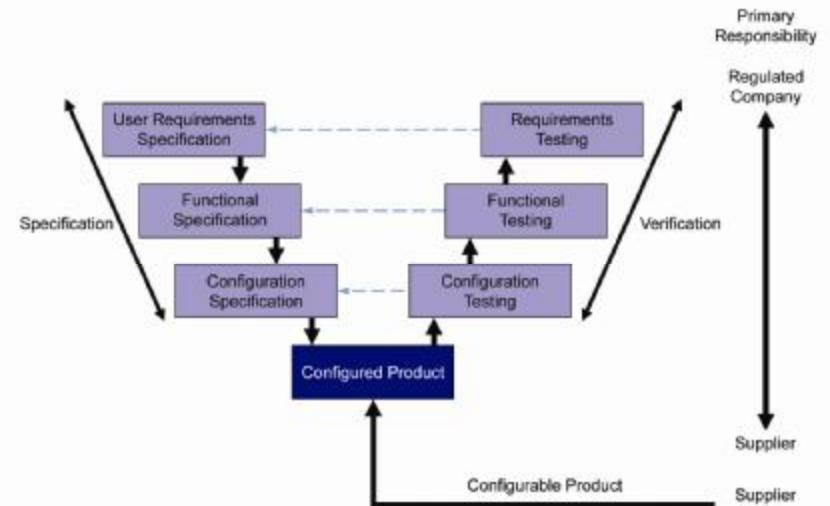 Primary
Responsibility
Regulated
Company
User Requirements
Specification
Requirements
Testing
Functional
Specification
Functional
Testing
Specification
Verification
Configuration
Specification
Configuration
Testing
Configured Product
Supplier
Configurable Product
Supplier